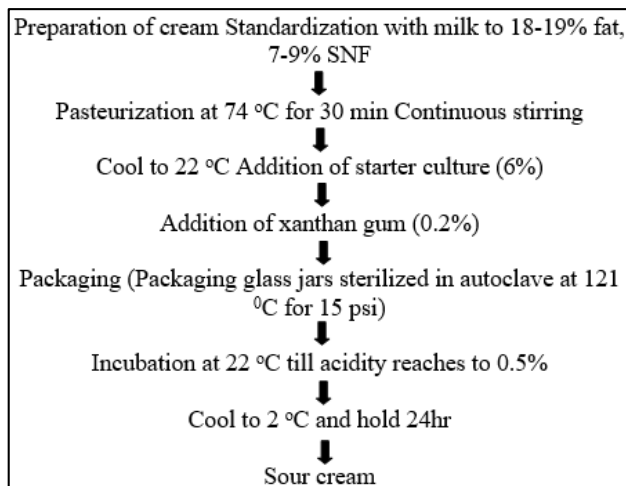 Preparation of cream Standardization with milk to 18-19% fat,
7-9% SNF
Pasteurization at 74 °C for 30 min Continuous stirring
Cool to 22 °C Addition of starter culture (6%)
Addition of xanthan gum (0.2%)
Packaging (Packaging glass jars sterilized in autoclave at 121
⁰C for 15 psi)
Incubation at 22 °C till acidity reaches to 0.5%
Cool to 2 °C and hold 24hr
Sour cream